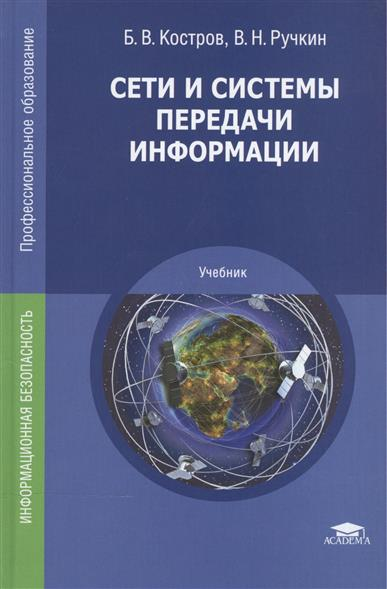 Б. В. Костров, В. Н. Ручкин
СЕТИ И СИСТЕМЫ
ПЕРЕДАЧИ
ИНФОРМАЦИИ
Учебник
Профессиональное образование
ИНФОРМАЦИОННАЯ БЕЗОПАСНОСТЬ
ACADEMA